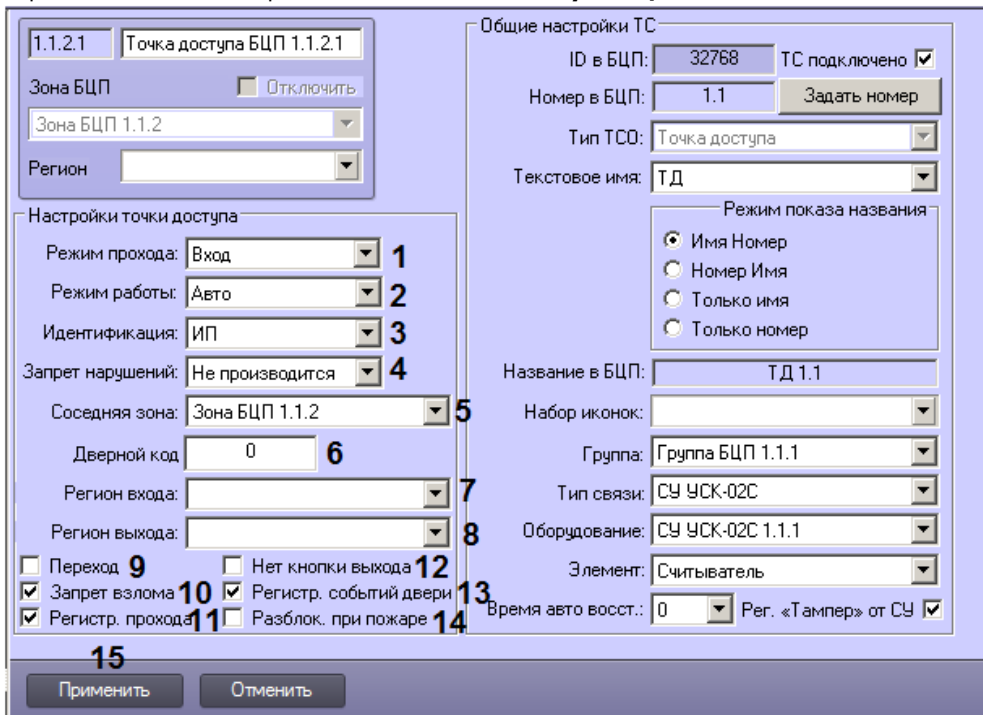 1.1.2.1 Точка доступа БЦП 1.1.2.1
Зона БЦП Отключить
Зона БЦП 1.1.2
Регион
Настройки точки доступа
Режим прохода: Вход 1
Режим работы: Авто 2
Идентификация: ИП 3
Запрет нарушений: Не производится 4
Соседняя зона: Зона БЦП 1.1.2 5
Дверной код 0 6
Регион входа: 7
Регион выхода: 8
Переход 9 Нет кнопки выхода 12
Запрет взлома 10 Регистр. событий двери 13
Регистр. прохода 11 Разблок. при пожаре 14
Общие настройки ТС
ID в БЦП: 32768 ТС подключено
Номер в БЦП: 1.1 Задать номер
Тип ТСО: Точка доступа
Текстовое имя: ТД
Режим показа названия
Имя Номер
Номер Имя
Только имя
Только номер
Название в БЦП: ТД 1.1
Набор иконок:
Группа: Группа БЦП 1.1.1
Тип связи: СУ УСК-02С
Оборудование: СУ УСК-02С 1.1.1
Элемент: Считыватель
Время авто восст.: 0 Рег. «Тампер» от СУ
15
Применить Отменить